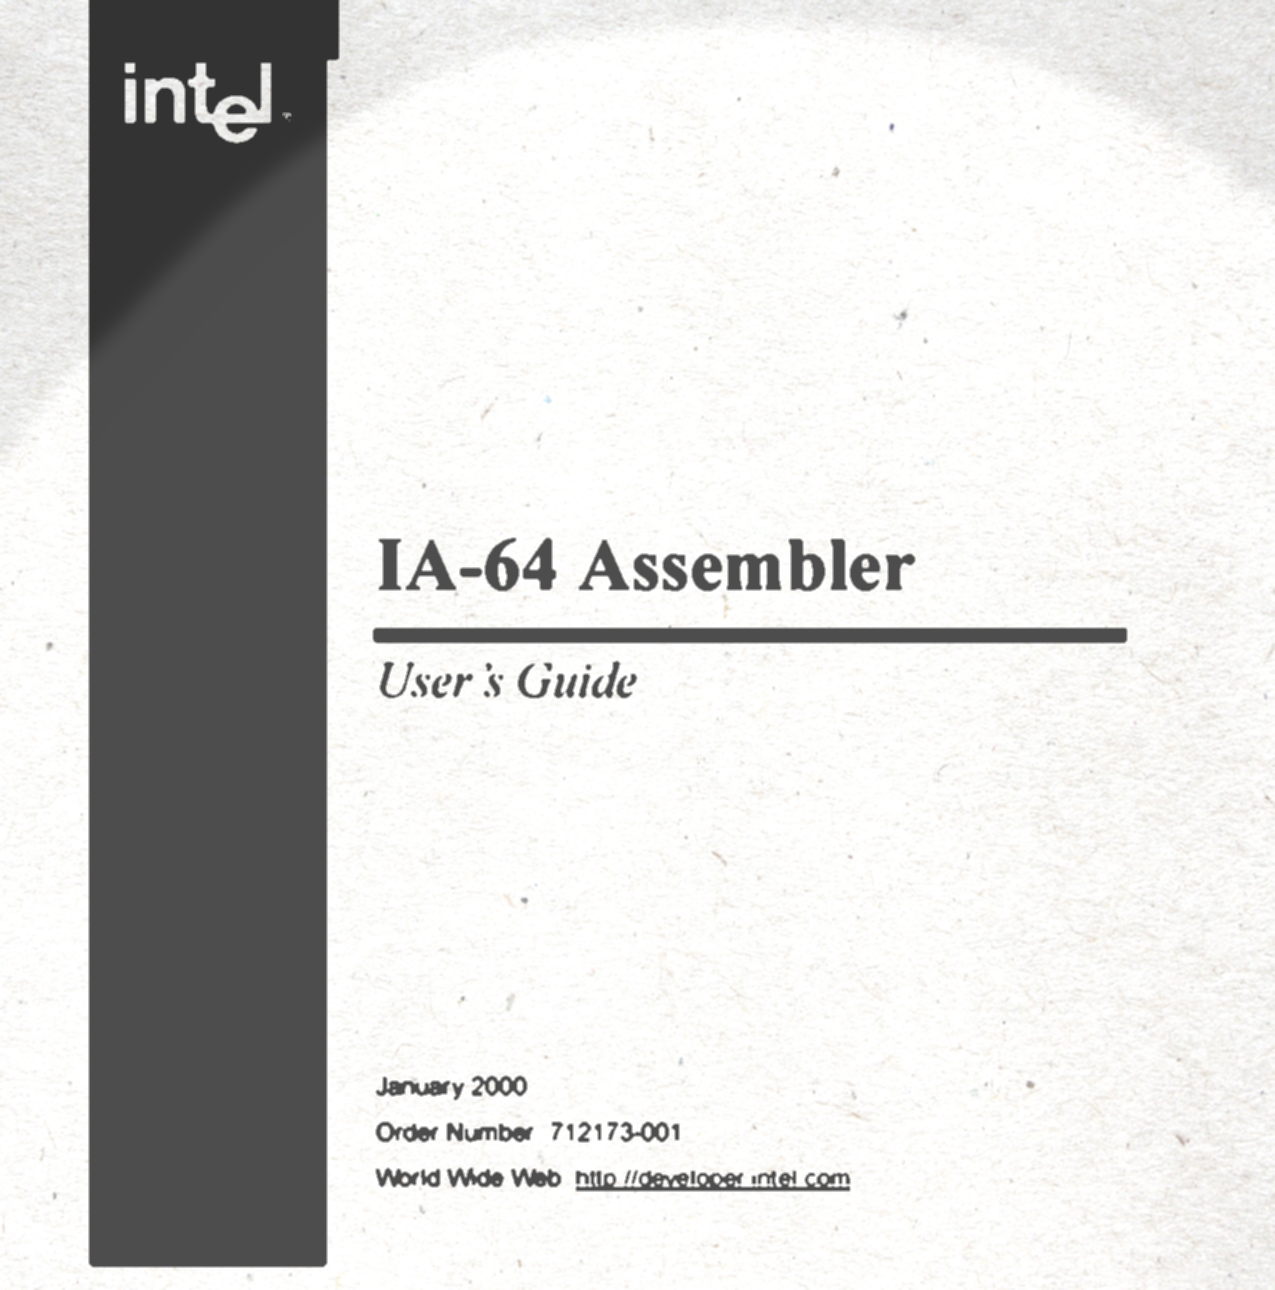 intel
IA-64 Assembler
User's Guide
January 2000
Order Number 712173-001
World Wide Web http //developer intel com